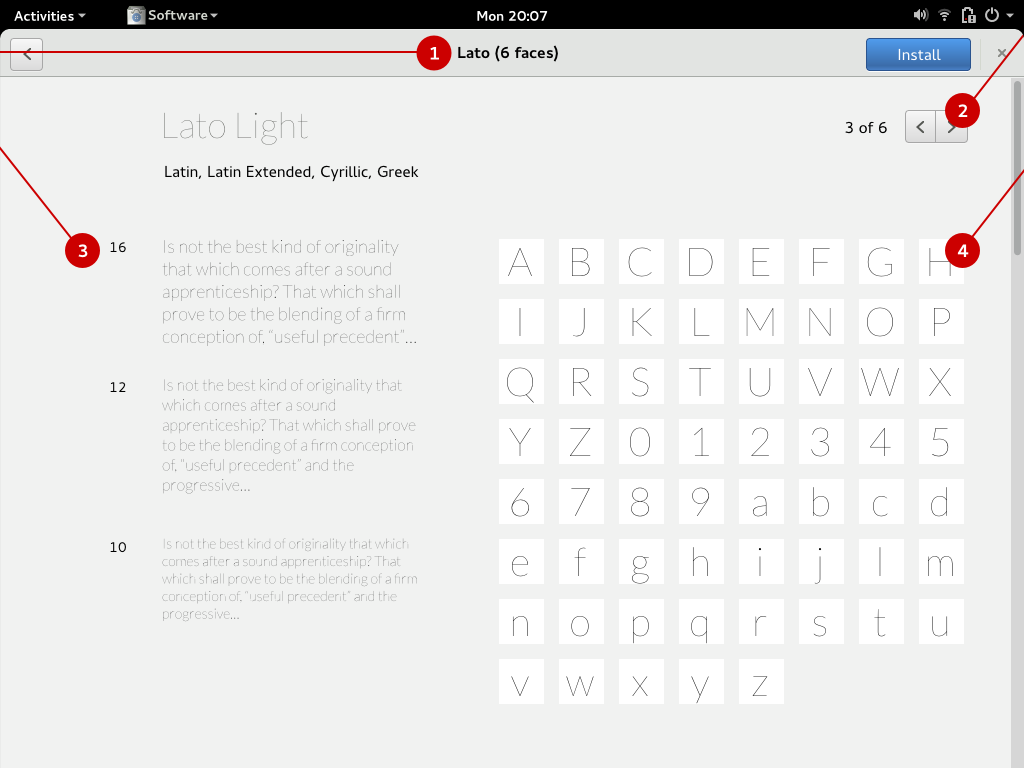 Activities Software Mon 20:07
1 Lato (6 faces) Install
Lato Light 3 of 6 2
Latin, Latin Extended, Cyrillic, Greek
3 16 Is not the best kind of originality
that which comes after a sound
apprenticeship? That which shall
prove to be the blending of a firm
conception of, “useful precedent”...
12 Is not the best kind of originality that
which comes after a sound
apprenticeship? That which shall prove
to be the blending of a firm conception
of, “useful precedent” and the
progressive...
10 Is not the best kind of originality that which
comes after a sound apprenticeship? That
which shall prove to be the blending of a firm
conception of, “useful precedent” and the
progressive...
A B C D E F G H 4
I J K L M N O P
Q R S T U V W X
Y Z 0 1 2 3 4 5
6 7 8 9 a b c d
e f g h i j l m
n o p q r s t u
v w x y z